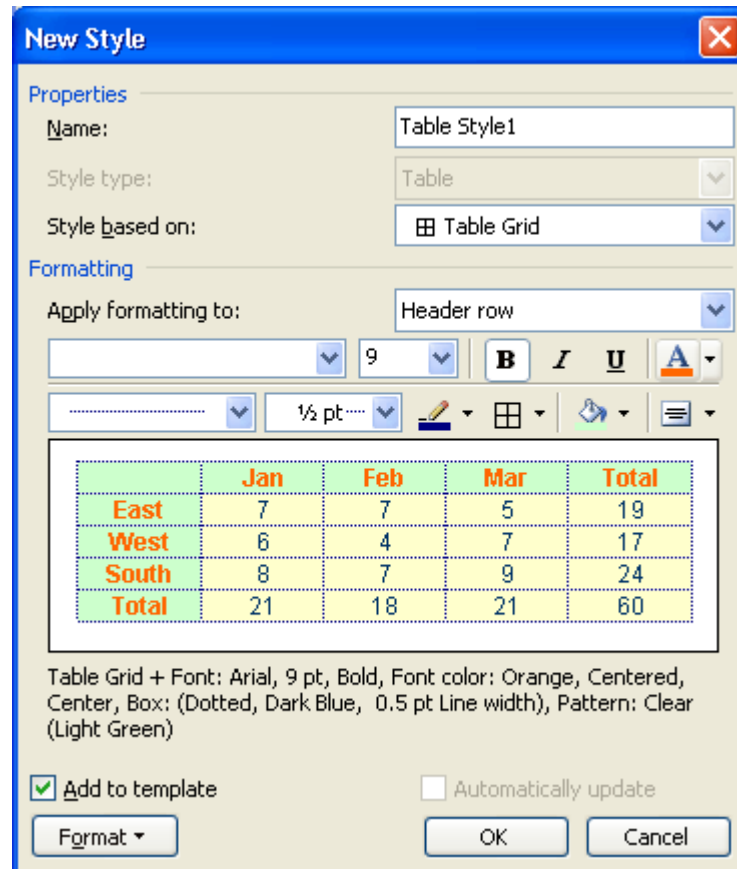 New Style
Properties
Name: Table Style1
Style type: Table
Style based on: Table Grid
Formatting
Apply formatting to: Header row
9 B I U A
½ pt
Jan Feb Mar Total
East 7 7 5 19
West 6 4 7 17
South 8 7 9 24
Total 21 18 21 60
Table Grid + Font: Arial, 9 pt, Bold, Font color: Orange, Centered,
Center, Box: (Dotted, Dark Blue,  0.5 pt Line width), Pattern: Clear
(Light Green)
Add to template Automatically update
Format OK Cancel